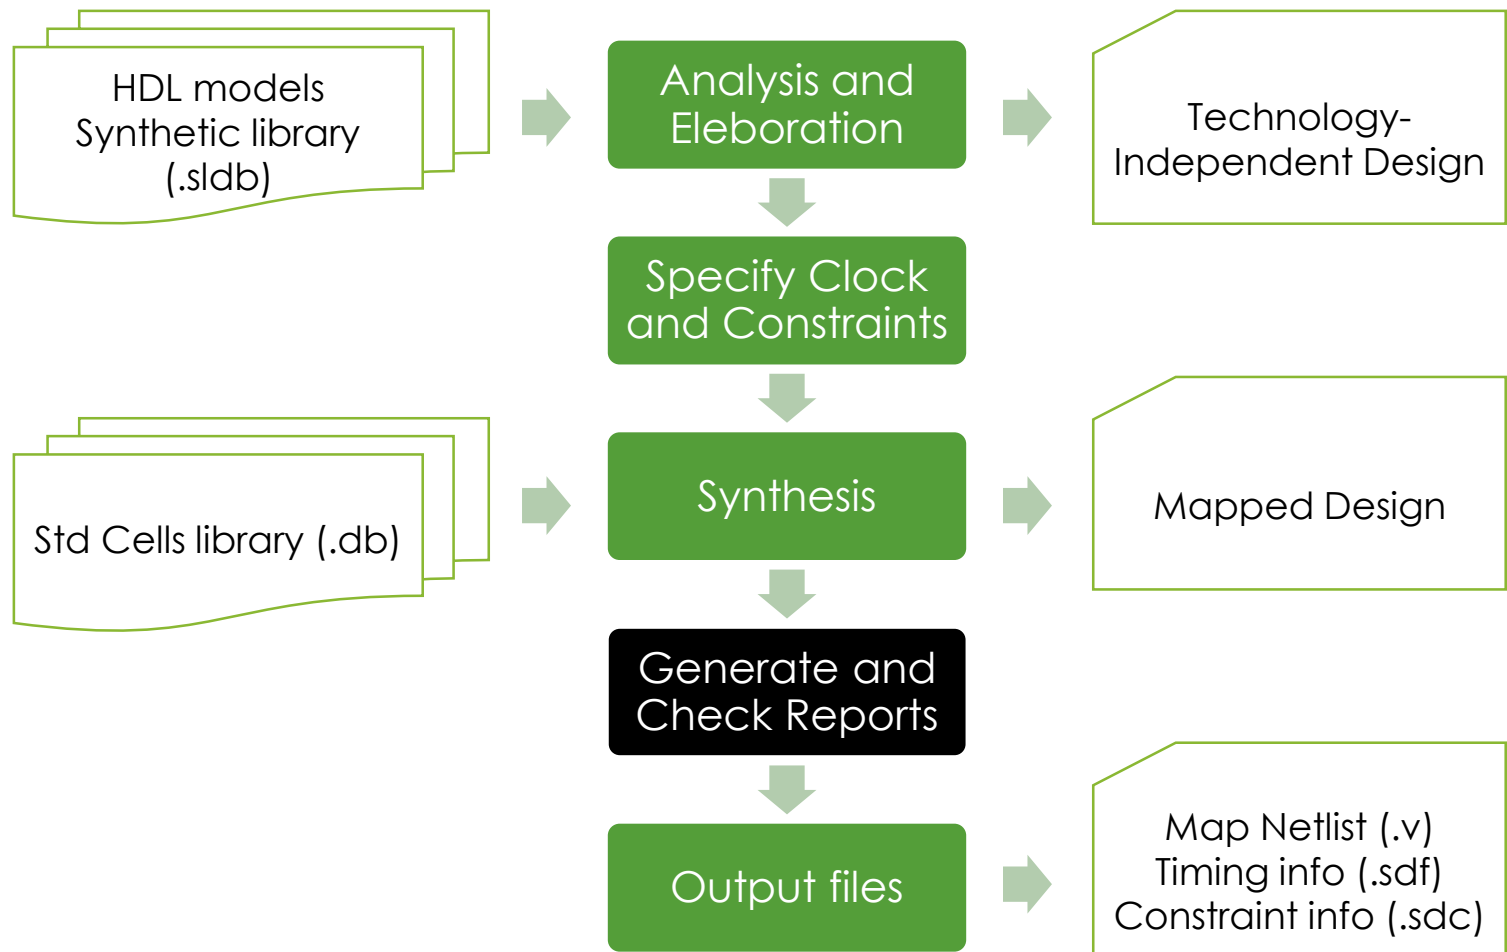 HDL models
Synthetic library
(.sldb)
Analysis and
Eleboration
Technology-
Independent Design
Specify Clock
and Constraints
Std Cells library (.db)
Synthesis
Mapped Design
Generate and
Check Reports
Output files
Map Netlist (.v)
Timing info (.sdf)
Constraint info (.sdc)